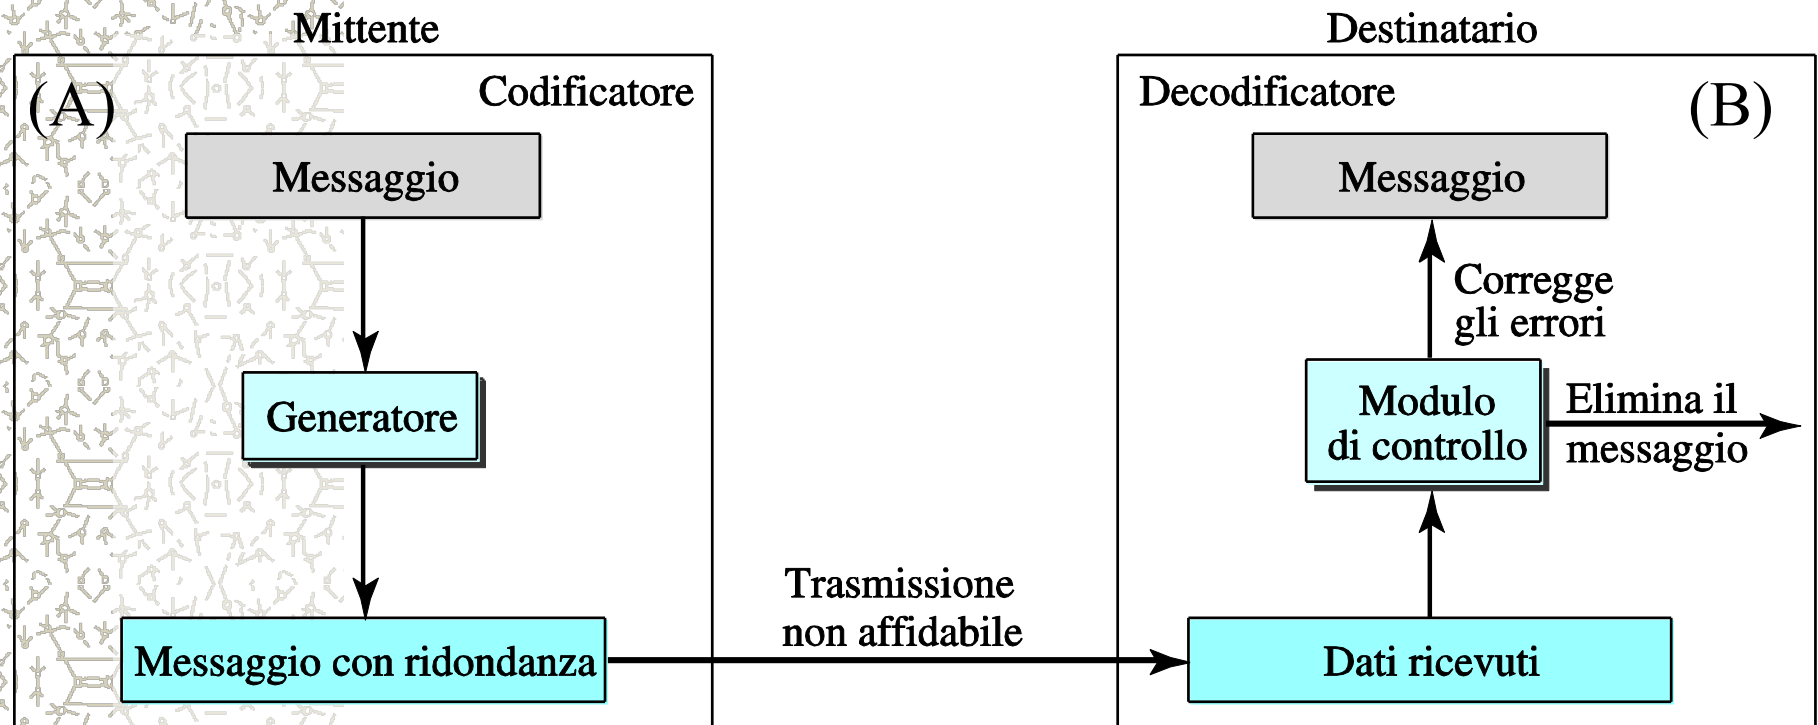 Mittente
(A)
Codificatore
Messaggio
Generatore
Messaggio con ridondanza
Trasmissione
non affidabile
Destinatario
Decodificatore
(B)
Messaggio
Corregge
gli errori
Modulo
di controllo
Elimina il
messaggio
Dati ricevuti